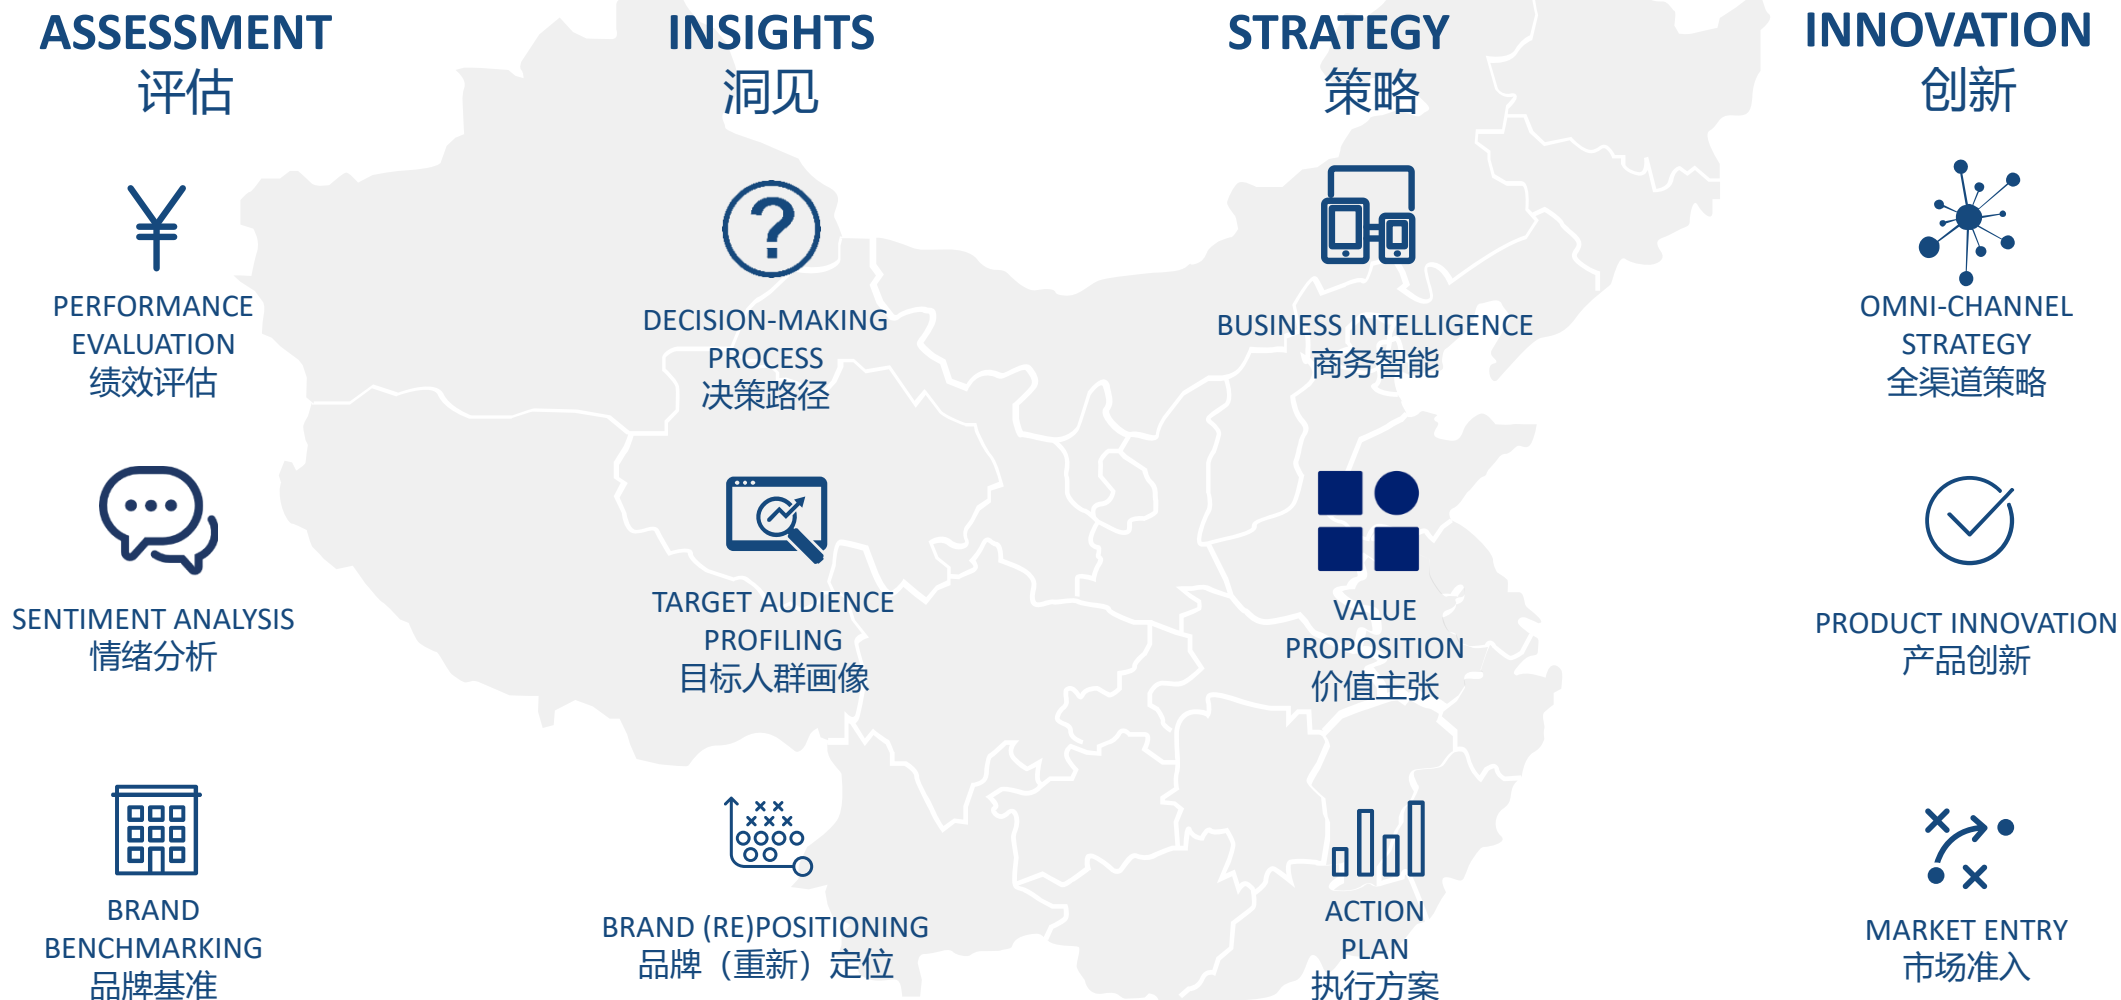 ASSESSMENT
评估
PERFORMANCE
EVALUATION
绩效评估
SENTIMENT ANALYSIS
情绪分析
BRAND
BENCHMARKING
品牌基准
INSIGHTS
洞见
DECISION-MAKING
PROCESS
决策路径
TARGET AUDIENCE
PROFILING
目标人群画像
BRAND (RE)POSITIONING
品牌（重新）定位
STRATEGY
策略
BUSINESS INTELLIGENCE
商务智能
VALUE
PROPOSITION
价值主张
ACTION
PLAN
执行方案
INNOVATION
创新
OMNI-CHANNEL
STRATEGY
全渠道策略
PRODUCT INNOVATION
产品创新
MARKET ENTRY
市场准入